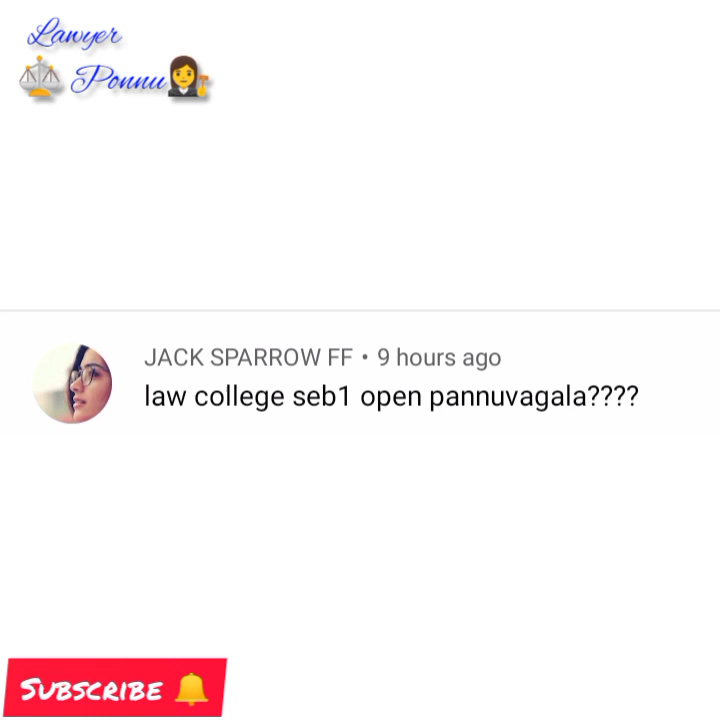 Lawyer
Ponnu
JACK SPARROW FF • 9 hours ago
law college seb1 open pannuvagala????
SUBSCRIBE